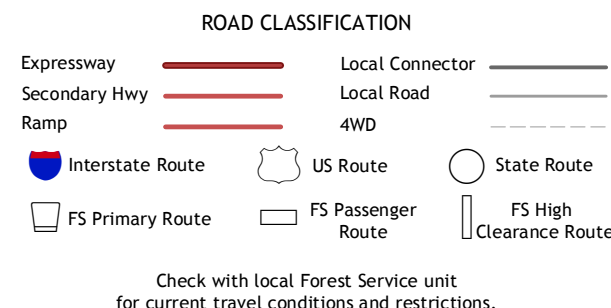 ROAD CLASSIFICATION
Expressway
Local Connector
Secondary Hwy
Local Road
Ramp
4WD
Interstate Route
US Route
State Route
FS Primary Route
FS Passenger
Route
FS High
Clearance Route
Check with local Forest Service unit
for current travel conditions and restrictions.